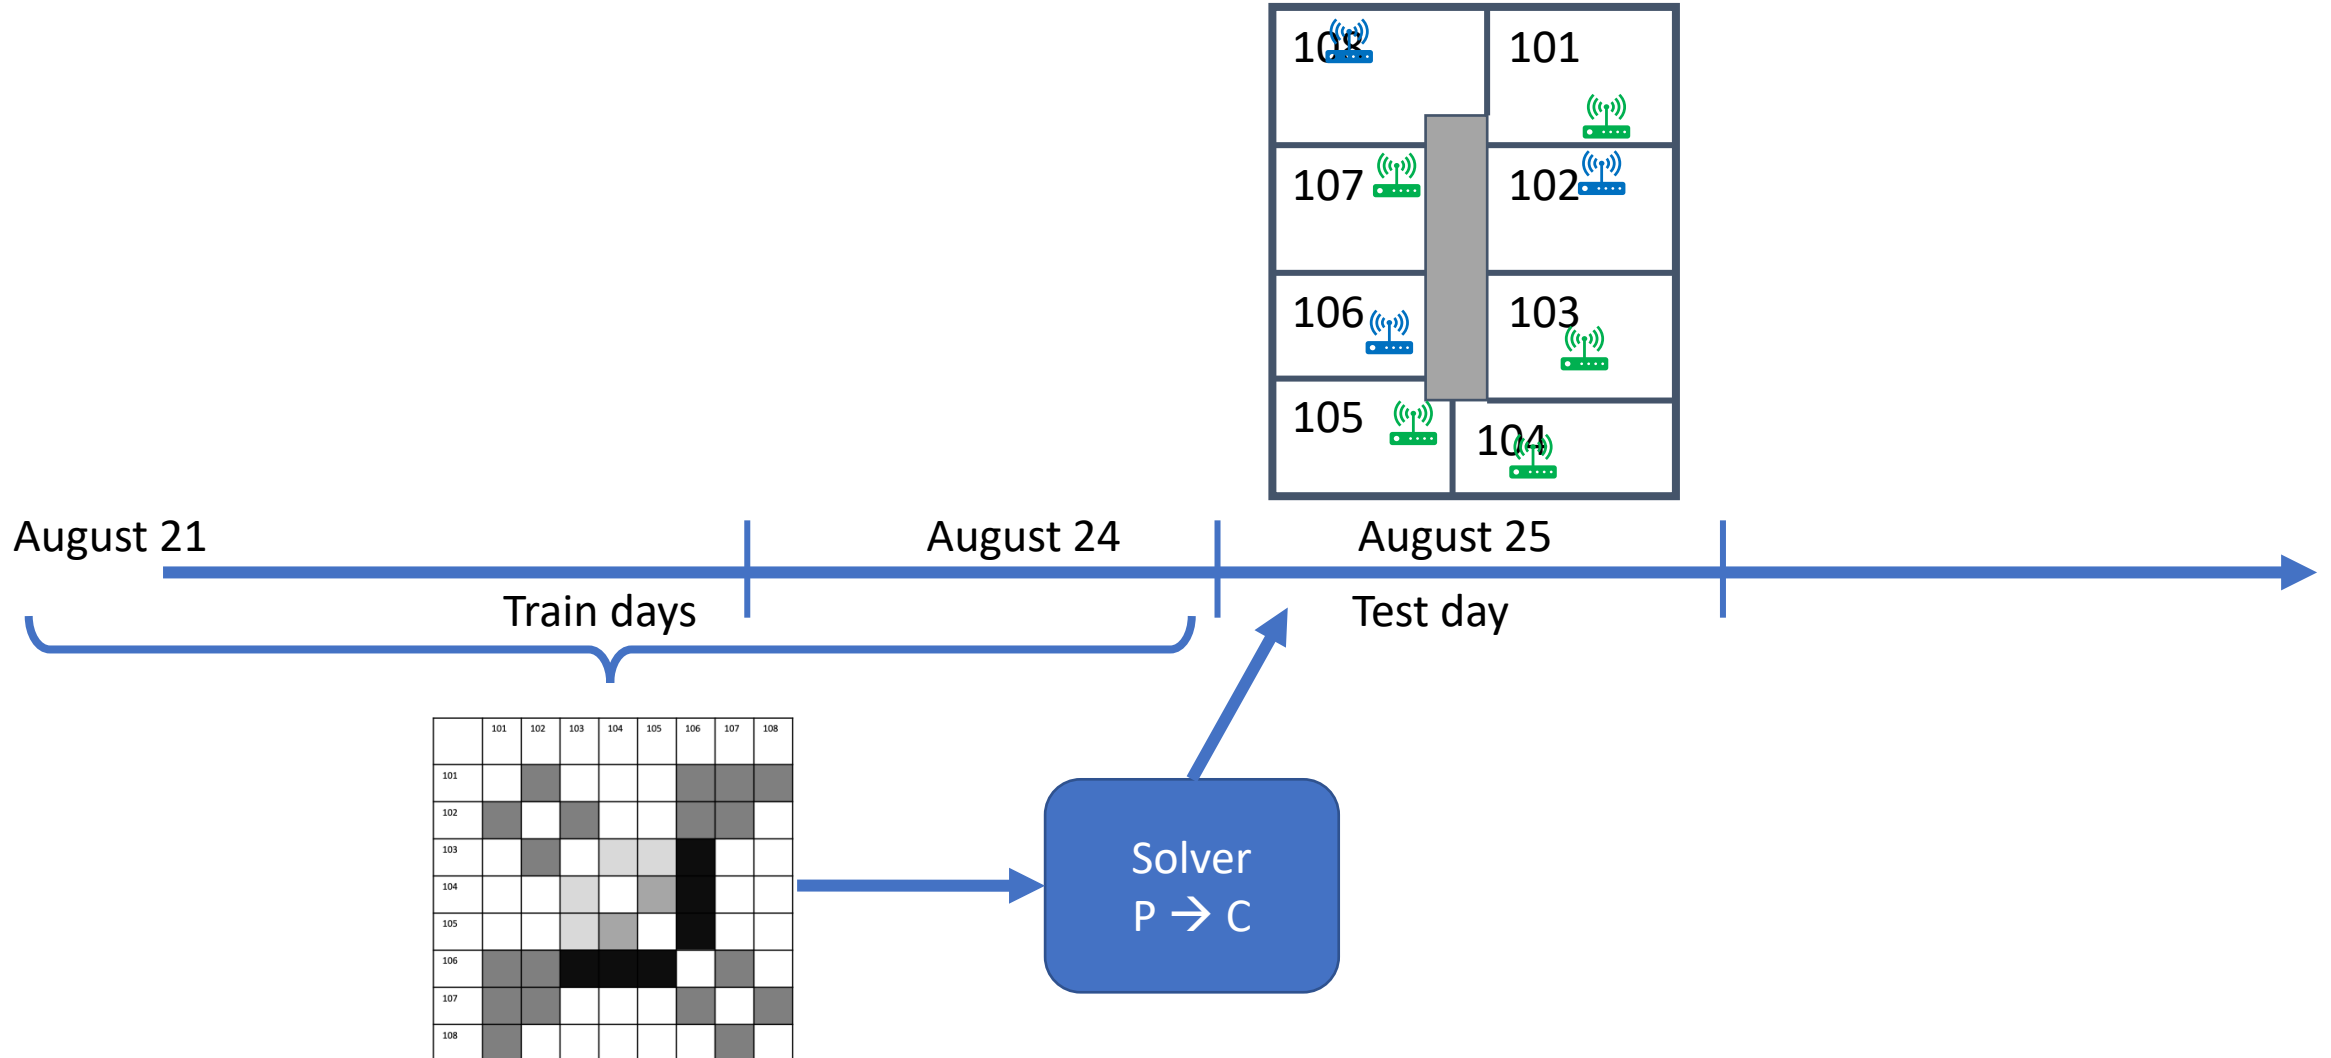 108 101
107 102
106 103
105 104
August 21 August 24 August 25
Train days Test day
101 102 103 104 105 106 107 108
101
102
103
104
105
106
107
108
Solver
P → C